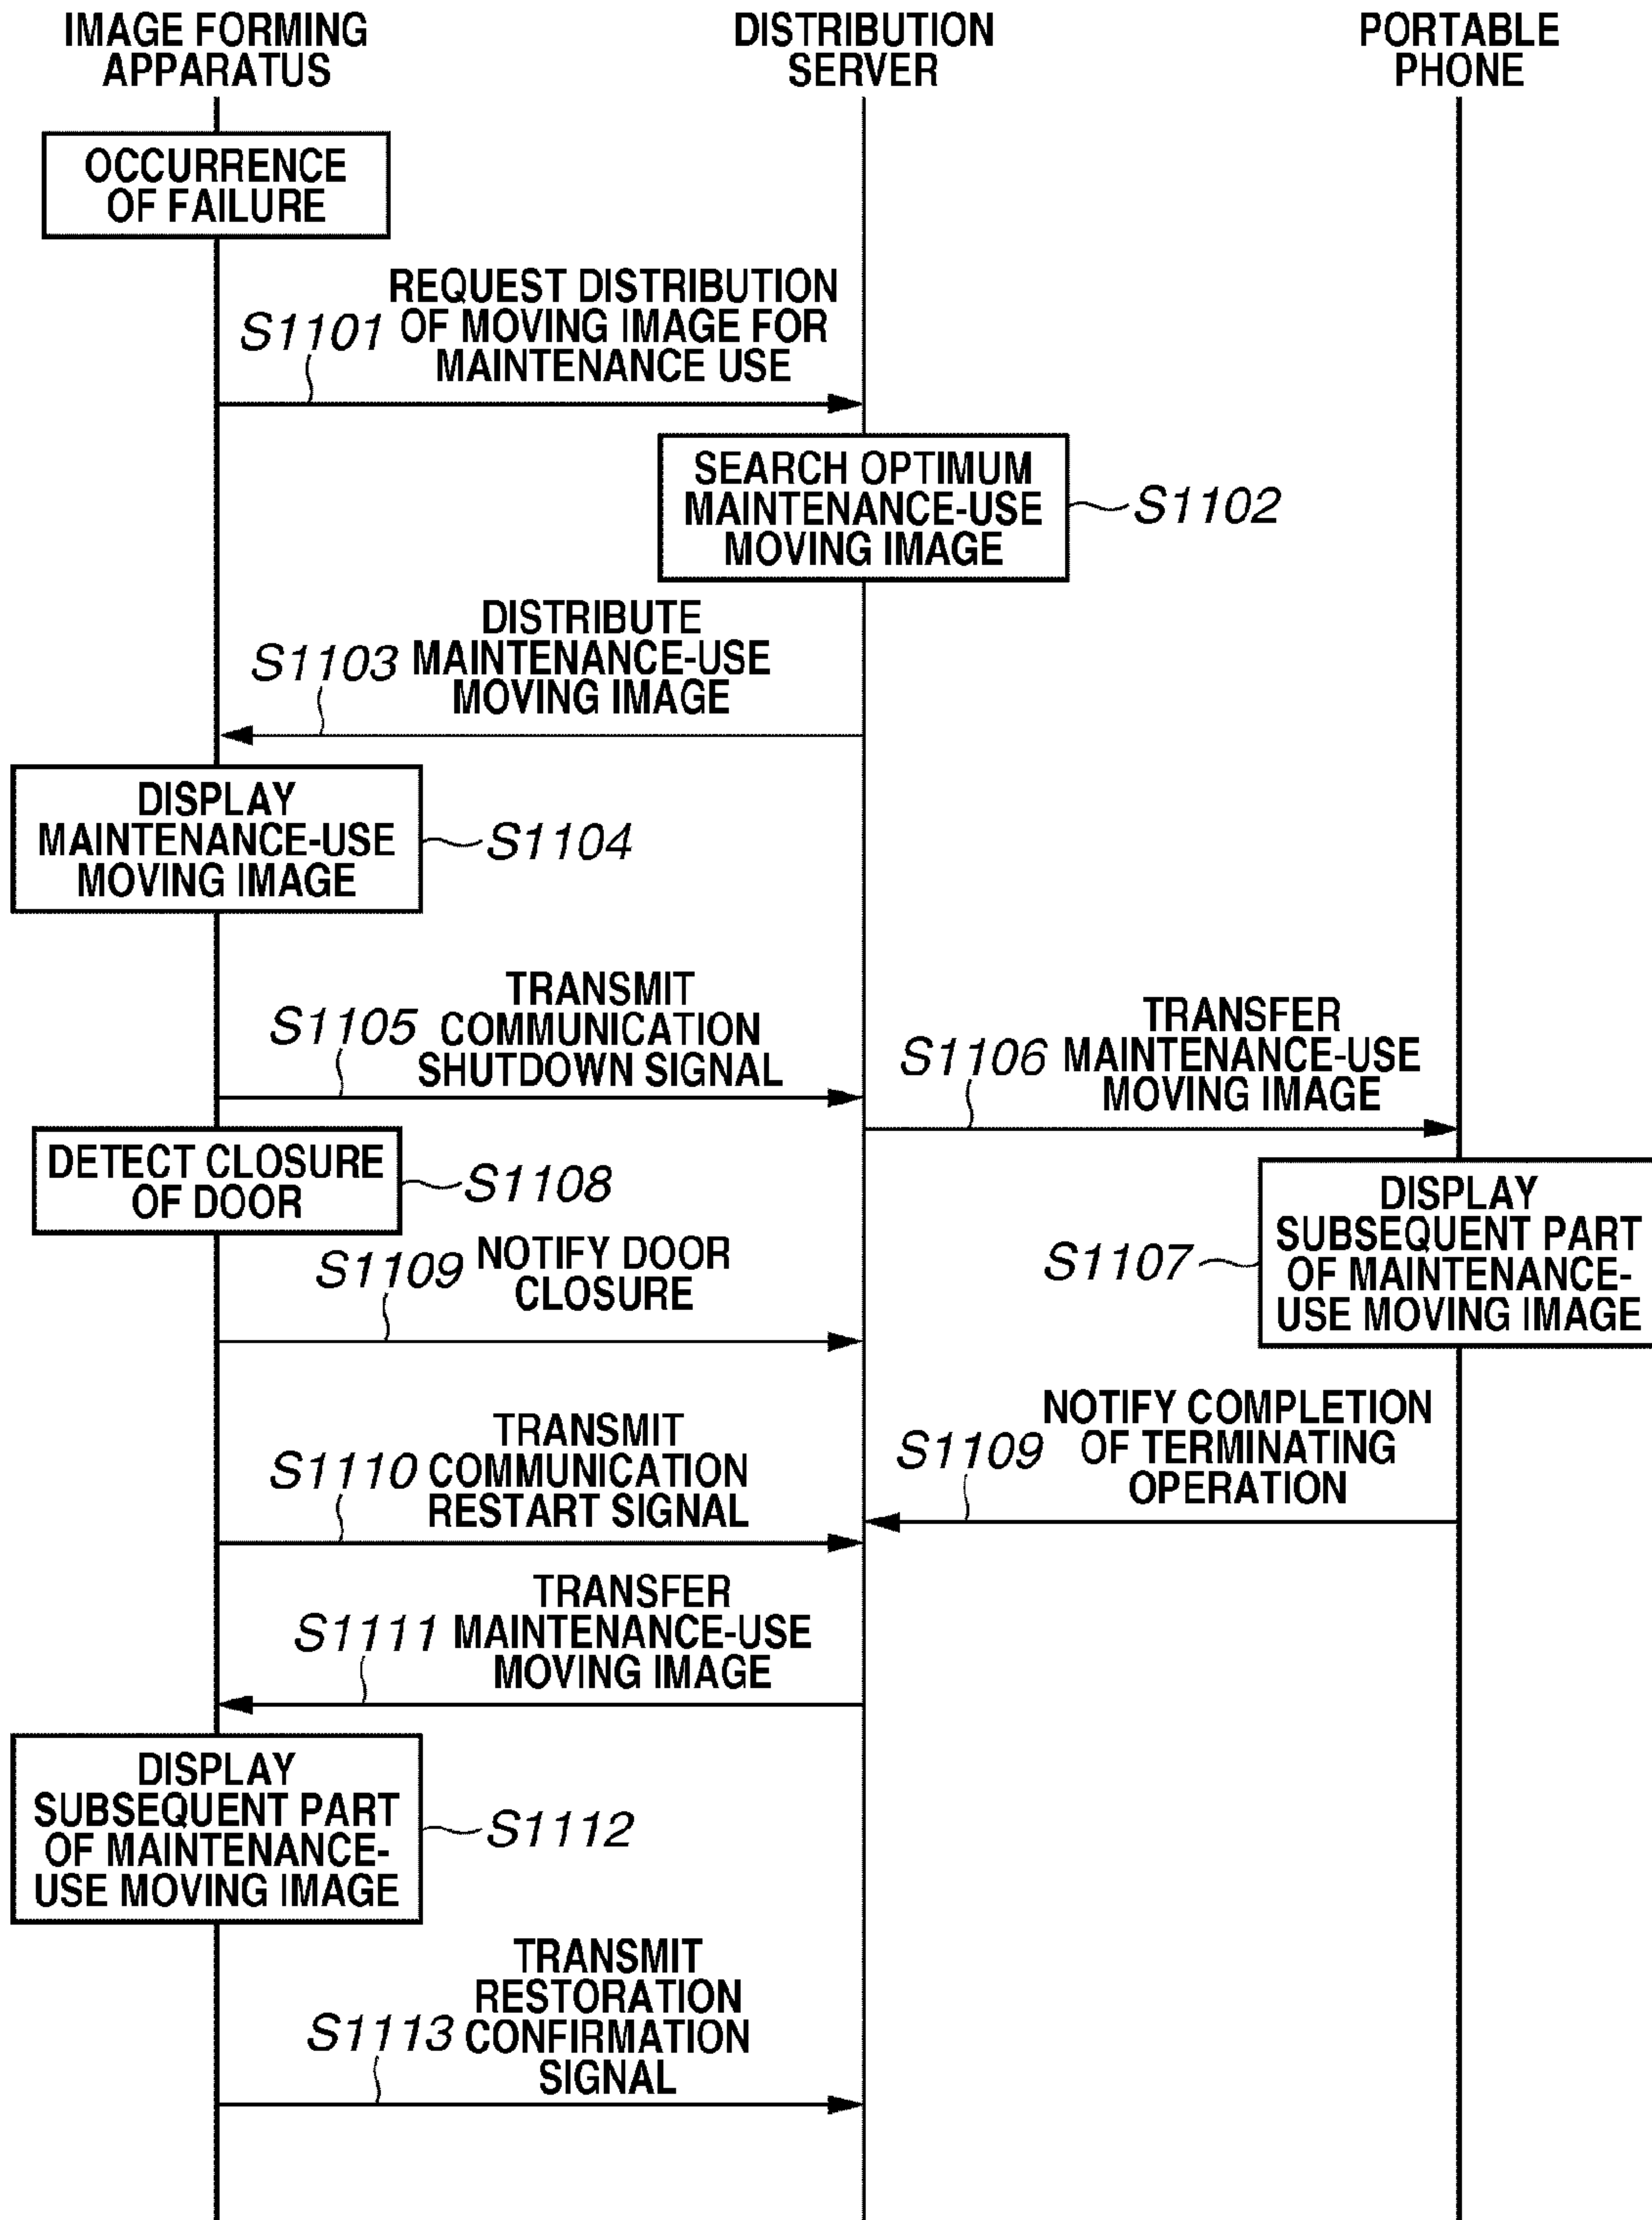 IMAGE FORMING
APPARATUS
DISTRIBUTION
SERVER
PORTABLE
PHONE
OCCURRENCE
OF FAILURE
S1101
REQUEST DISTRIBUTION
OF MOVING IMAGE FOR
MAINTENANCE USE
SEARCH OPTIMUM
MAINTENANCE-USE
MOVING IMAGE
S1102
S1103
DISTRIBUTE
MAINTENANCE-USE
MOVING IMAGE
DISPLAY
MAINTENANCE-USE
MOVING IMAGE
S1104
S1105
TRANSMIT
COMMUNICATION
SHUTDOWN SIGNAL
S1106
TRANSFER
MAINTENANCE-USE
MOVING IMAGE
DETECT CLOSURE
OF DOOR
S1108
S1107
DISPLAY
SUBSEQUENT PART
OF MAINTENANCE-
USE MOVING IMAGE
S1109
NOTIFY DOOR
CLOSURE
S1109
NOTIFY COMPLETION
OF TERMINATING
OPERATION
S1110
TRANSMIT
COMMUNICATION
RESTART SIGNAL
S1111
TRANSFER
MAINTENANCE-USE
MOVING IMAGE
DISPLAY
SUBSEQUENT PART
OF MAINTENANCE-
USE MOVING IMAGE
S1112
S1113
TRANSMIT
RESTORATION
CONFIRMATION
SIGNAL